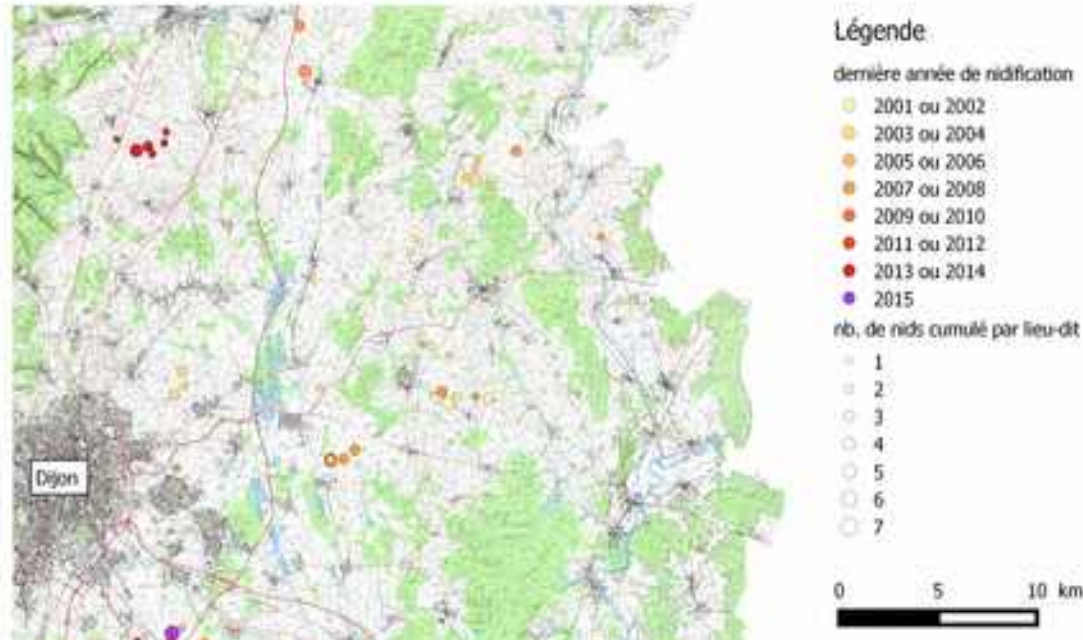 Dijon
Légende
dernière année de nidification
2001 ou 2002
2003 ou 2004
2005 ou 2006
2007 ou 2008
2009 ou 2010
2011 ou 2012
2013 ou 2014
2015
nb. de nids cumulé par lieu-dit
1
2
3
4
5
6
7
0 5 10 km